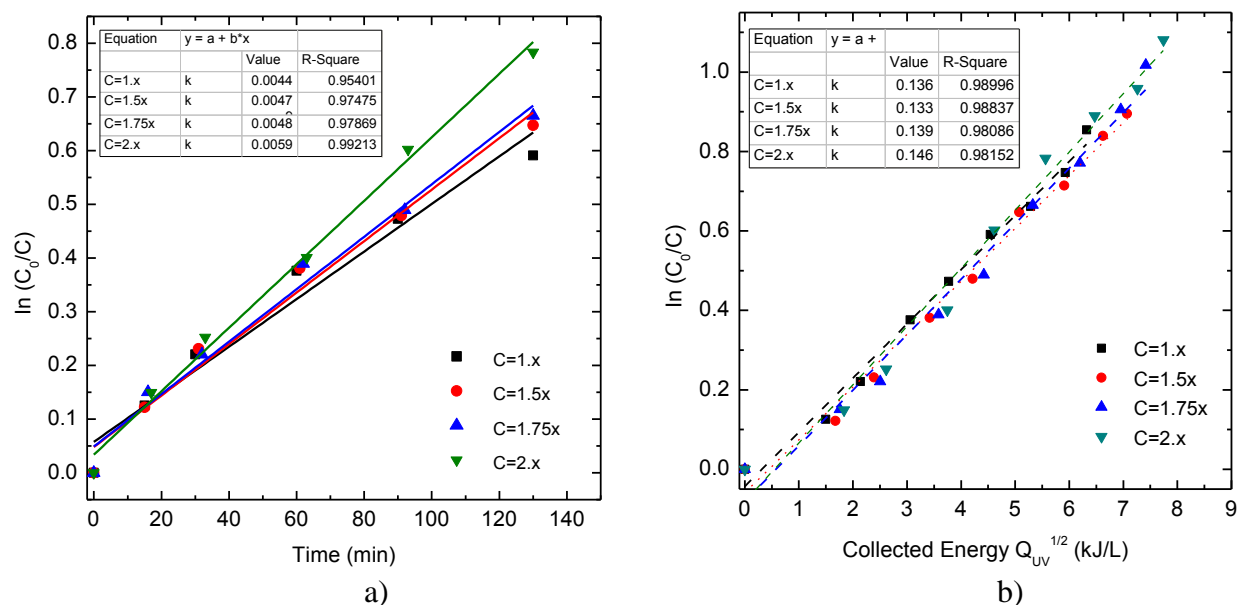 Equation y = a + b*x
Value R-Square
C=1.x k 0.0044 0.95401
C=1.5x k 0.0047 0.97475
C=1.75x k 0.0048 0.97869
C=2.x k 0.0059 0.99213
0.8
0.7
0.6
0.5
0.4
0.3
0.2
0.1
0.0
ln (C₀/C)
C=1.x
C=1.5x
C=1.75x
C=2.x
0 20 40 60 80 100 120 140
Time (min)
a)
Equation y = a +
Value R-Square
C=1.x k 0.136 0.98996
C=1.5x k 0.133 0.98837
C=1.75x k 0.139 0.98086
C=2.x k 0.146 0.98152
1.0
0.8
0.6
0.4
0.2
0.0
ln (C₀/C)
C=1.x
C=1.5x
C=1.75x
C=2.x
0 1 2 3 4 5 6 7 8 9
Collected Energy Q_UV^1/2 (kJ/L)
b)